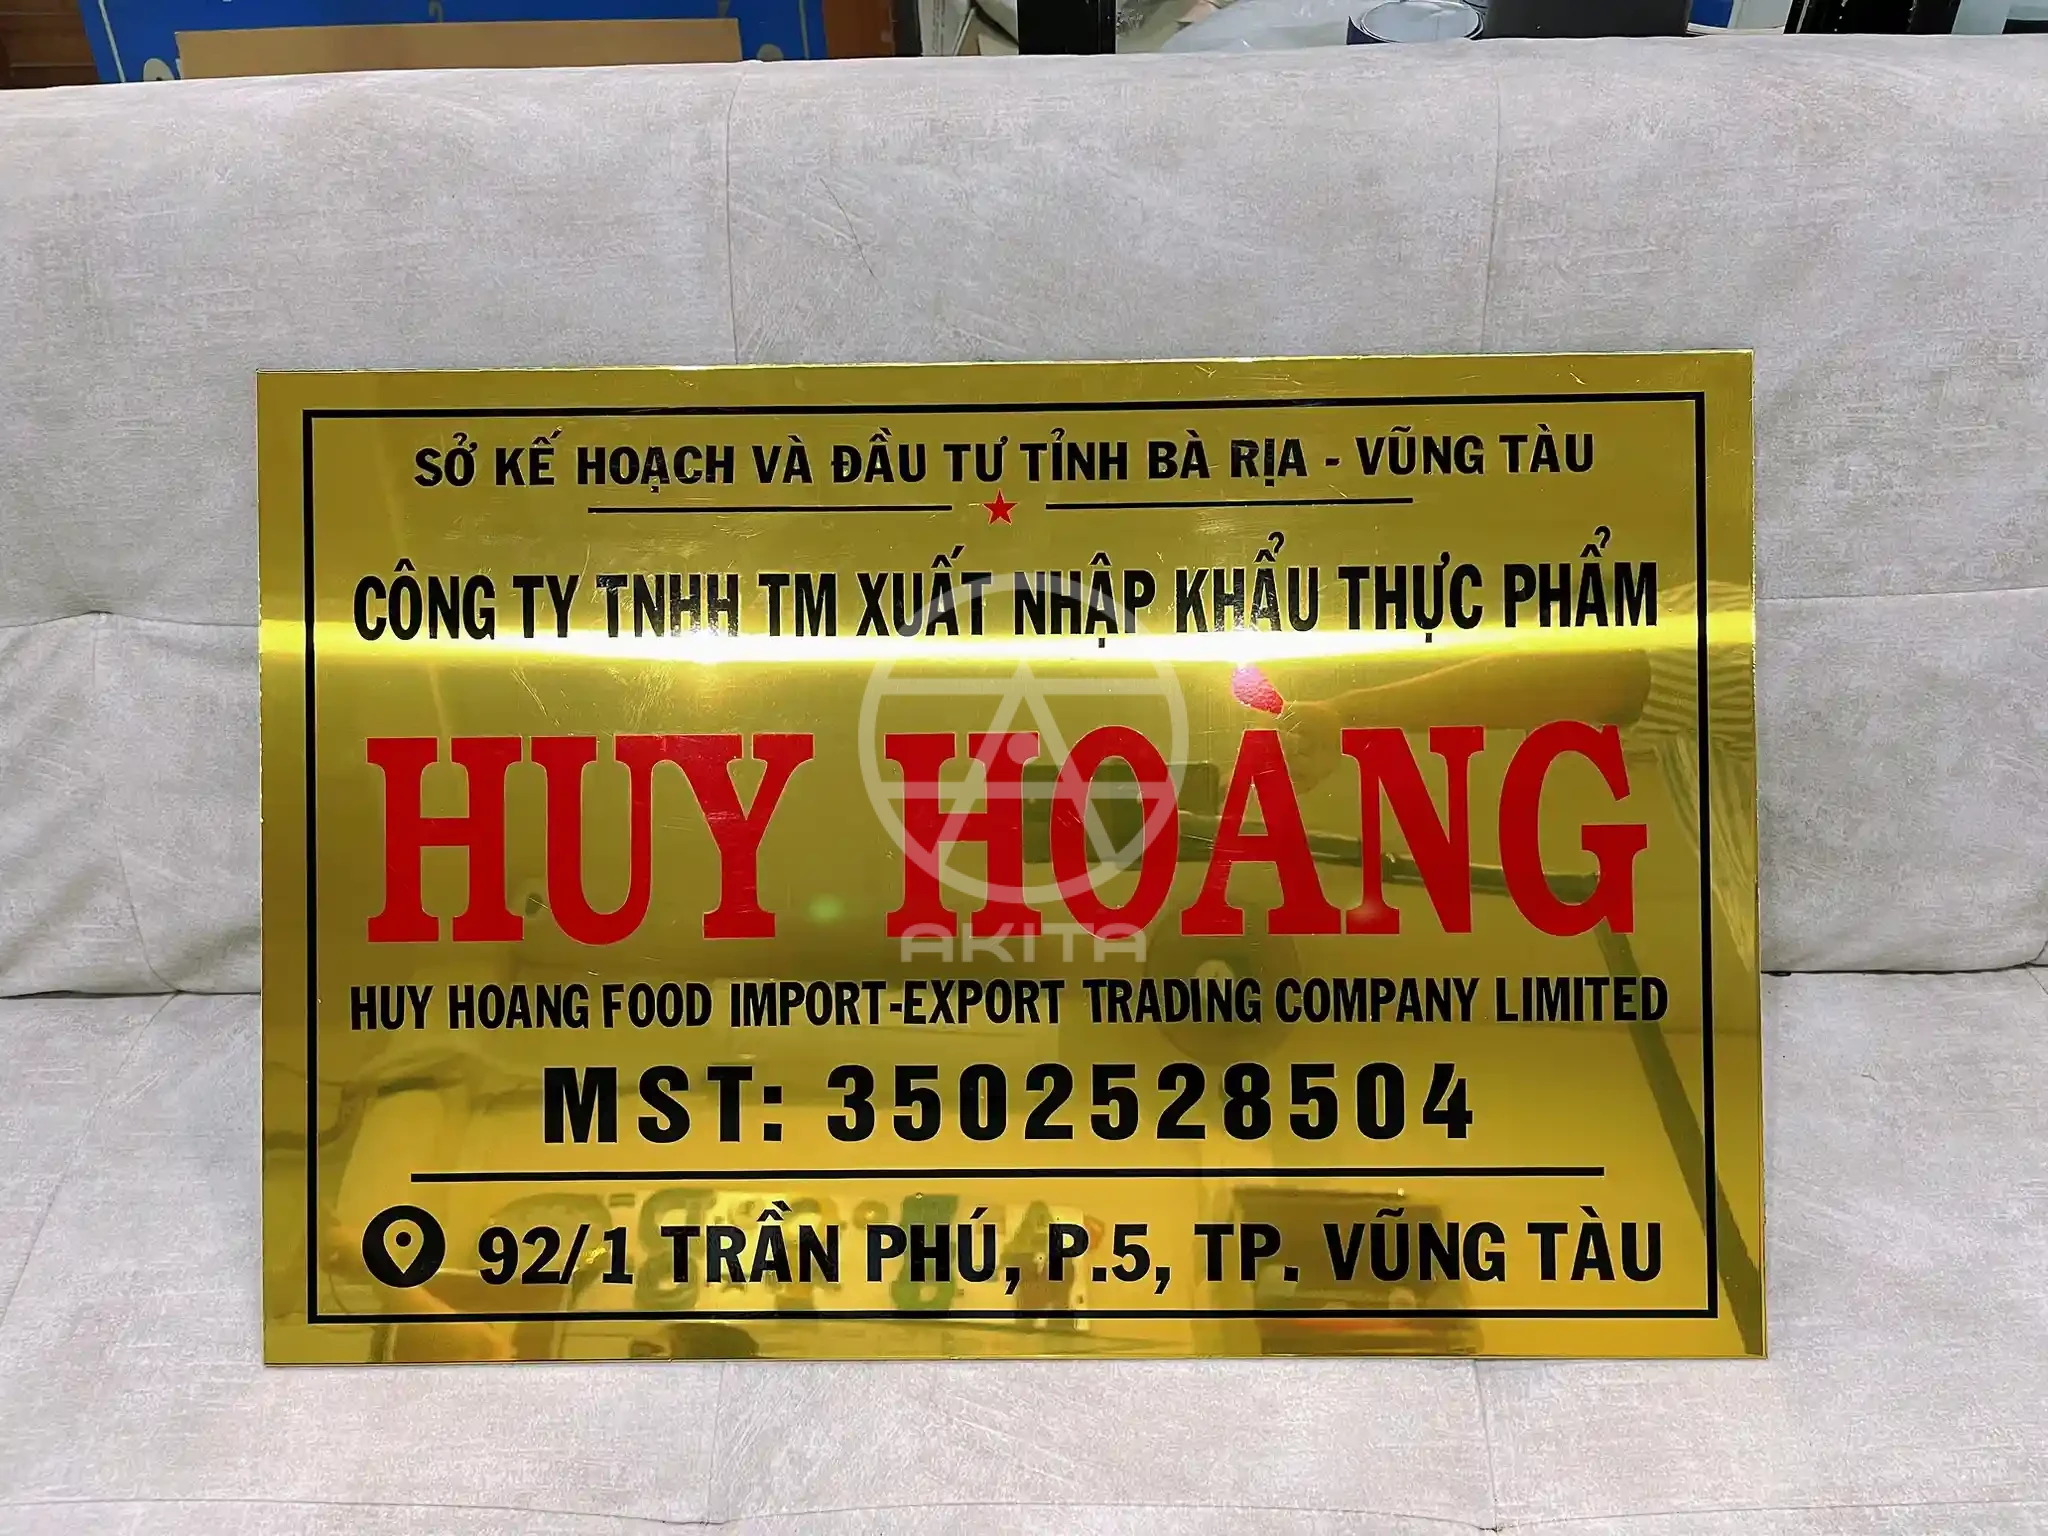 SỞ KẾ HOẠCH VÀ ĐẦU TƯ TỈNH BÀ RỊA - VŨNG TÀU
CÔNG TY TNHH TM XUẤT NHẬP KHẨU THỰC PHẨM
HUY HOÀNG
AKITA
HUY HOANG FOOD IMPORT-EXPORT TRADING COMPANY LIMITED
MST: 3502528504
92/1 TRẦN PHÚ, P.5, TP. VŨNG TÀU